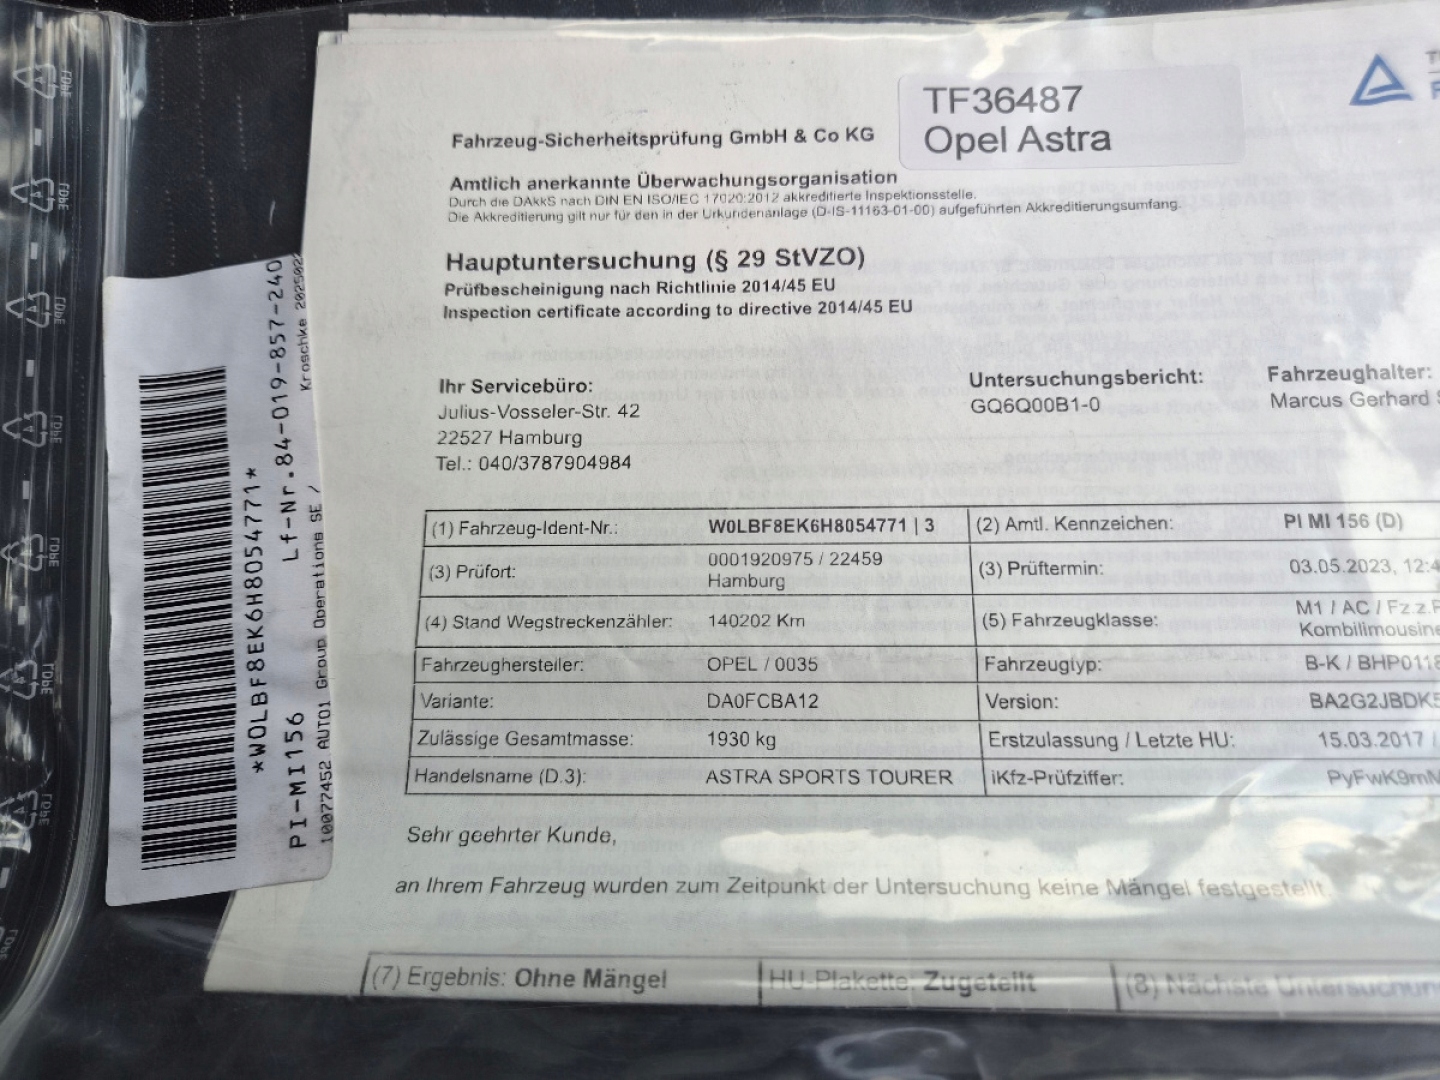 TF36487
Opel Astra
Fahrzeug-Sicherheitsprüfung GmbH & Co KG
Amtlich anerkannte Überwachungsorganisation
Durch die DAkkS nach DIN EN ISO/IEC 17020:2012 akkreditierte Inspektionsstelle.
Die Akkreditierung gilt nur für den in der Urkundenanlage (D-IS-11163-01-00) aufgeführten Akkreditierungsumfang.
Hauptuntersuchung (§ 29 StVZO)
Prüfbescheinigung nach Richtlinie 2014/45 EU
Inspection certificate according to directive 2014/45 EU
Ihr Servicebüro:
Julius-Vosseler-Str. 42
22527 Hamburg
Tel.: 040/3787904984
Untersuchungsbericht:
GQ6Q00B1-0
Fahrzeughalter:
Marcus Gerhard
(1) Fahrzeug-Ident-Nr.: W0LBF8EK6H8054771 | 3 (2) Amtl. Kennzeichen: PI MI 156 (D)
(3) Prüfort: 0001920975 / 22459 Hamburg (3) Prüftermin: 03.05.2023, 12:4
(4) Stand Wegstreckenzähler: 140202 Km (5) Fahrzeugklasse: M1 / AC / Fz.z.P Kombilimousine
Fahrzeughersteller: OPEL / 0035 Fahrzeugtyp: B-K / BHP0118
Variante: DA0FCBA12 Version: BA2G2JBDK5
Zulässige Gesamtmasse: 1930 kg Erstzulassung / Letzte HU: 15.03.2017 /
Handelsname (D.3): ASTRA SPORTS TOURER iKfz-Prüfziffer: PyFwK9mM
Sehr geehrter Kunde,
an Ihrem Fahrzeug wurden zum Zeitpunkt der Untersuchung keine Mängel festgestellt
(7) Ergebnis: Ohne Mängel HU-Plakette: Zugeteilt (8) Nächste Untersuchun
*W0LBF8EK6H8054771*
PI-MI156 Lf-Nr.84-019-857-240
10077452 AUTO1 Group Operations SE / Kroschke 202502